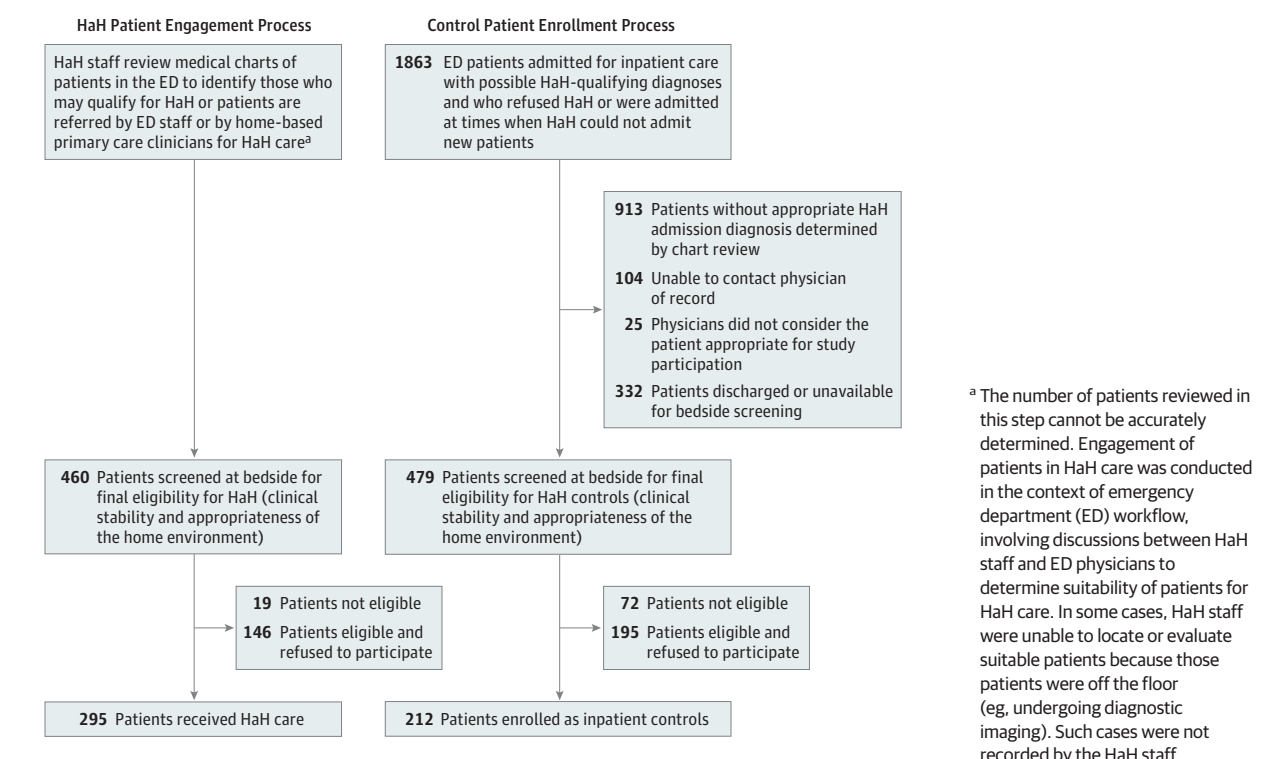 HaH Patient Engagement Process
HaH staff review medical charts of
patients in the ED to identify those who
may qualify for HaH or patients are
referred by ED staff or by home-based
primary care clinicians for HaH careᵃ
460 Patients screened at bedside for
final eligibility for HaH (clinical
stability and appropriateness of
the home environment)
19 Patients not eligible
146 Patients eligible and
refused to participate
295 Patients received HaH care
Control Patient Enrollment Process
1863 ED patients admitted for inpatient care
with possible HaH-qualifying diagnoses
and who refused HaH or were admitted
at times when HaH could not admit
new patients
913 Patients without appropriate HaH
admission diagnosis determined
by chart review
104 Unable to contact physician
of record
25 Physicians did not consider the
patient appropriate for study
participation
332 Patients discharged or unavailable
for bedside screening
479 Patients screened at bedside for final
eligibility for HaH controls (clinical
stability and appropriateness of the
home environment)
72 Patients not eligible
195 Patients eligible and
refused to participate
212 Patients enrolled as inpatient controls
ᵃ The number of patients reviewed in
this step cannot be accurately
determined. Engagement of
patients in HaH care was conducted
in the context of emergency
department (ED) workflow,
involving discussions between HaH
staff and ED physicians to
determine suitability of patients for
HaH care. In some cases, HaH staff
were unable to locate or evaluate
suitable patients because those
patients were off the floor
(eg, undergoing diagnostic
imaging). Such cases were not
recorded by the HaH staff